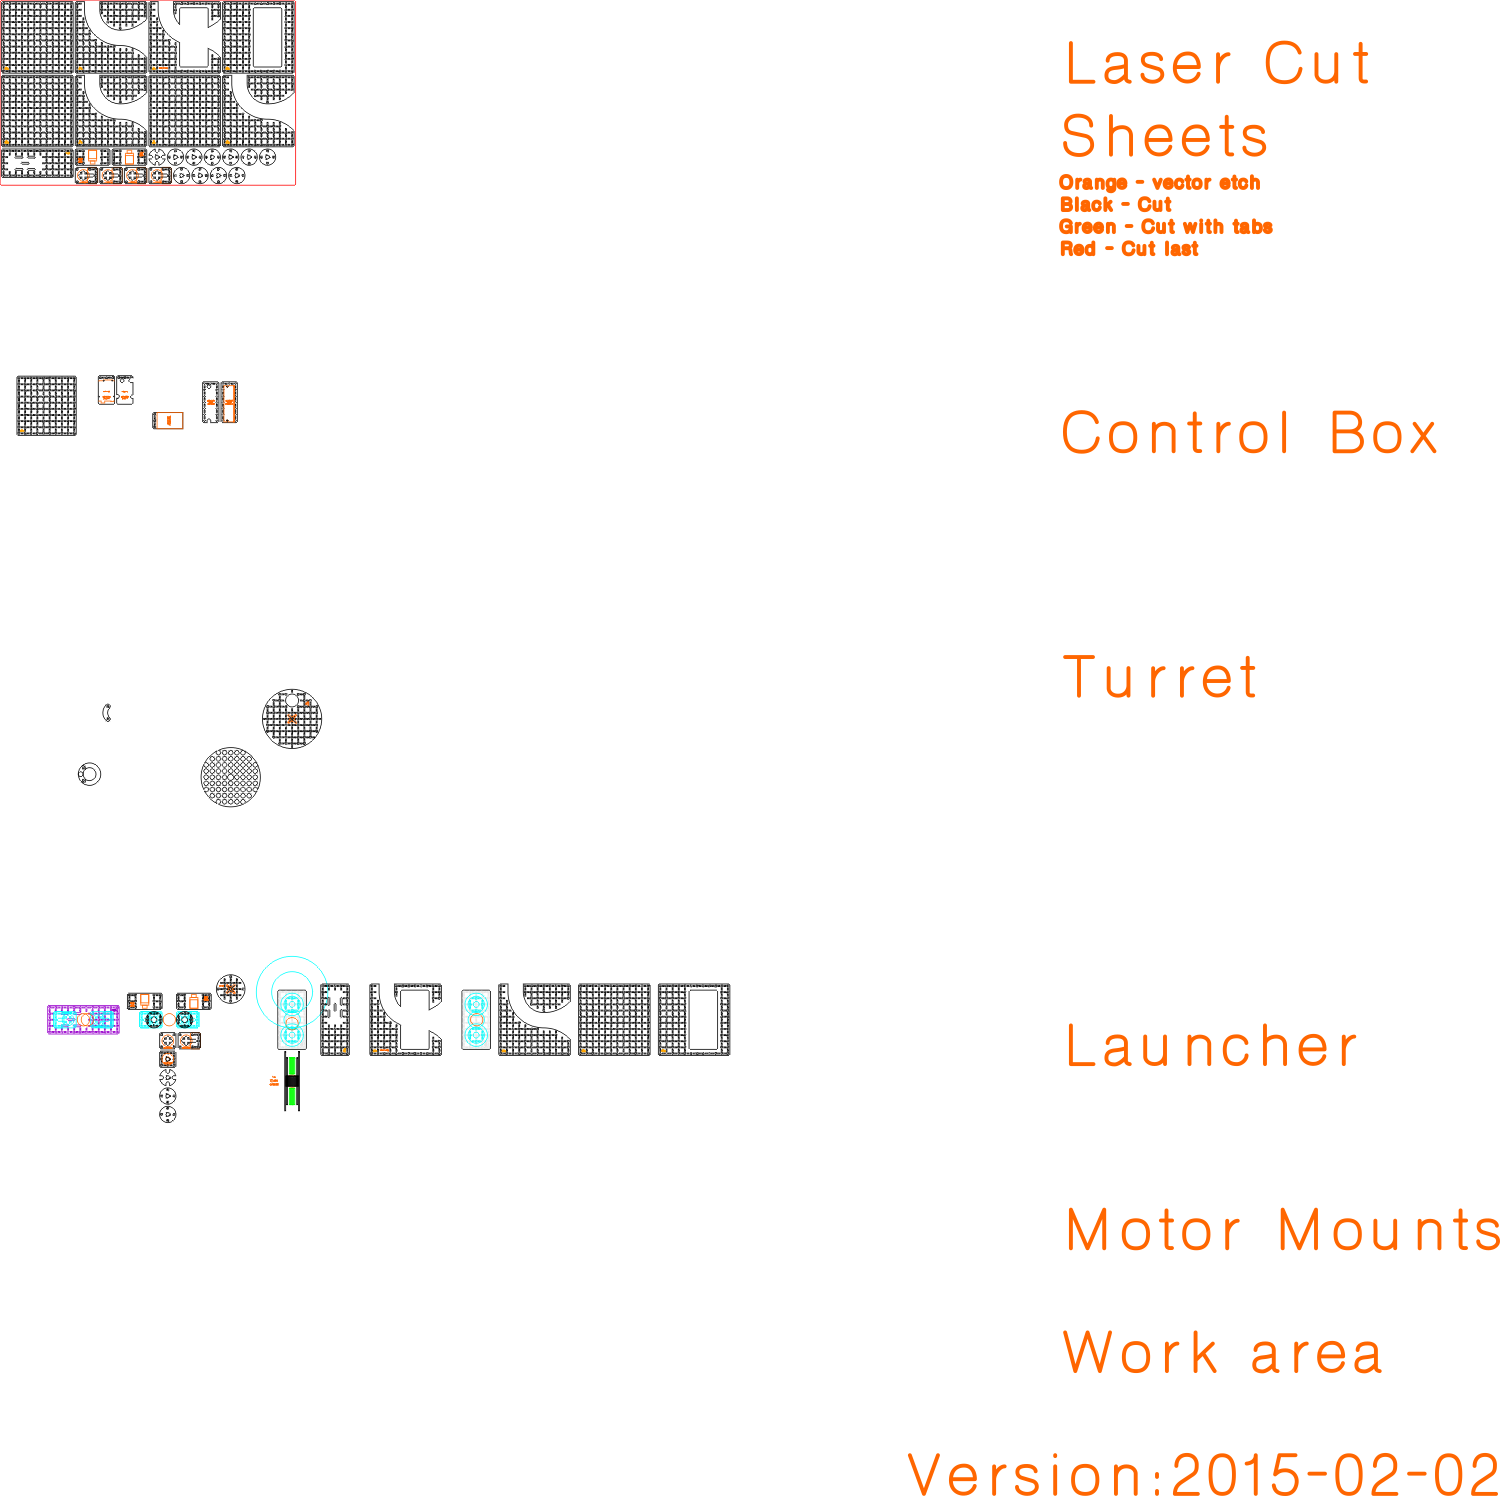 Laser Cut
Sheets
Orange - vector etch
Black - Cut
Green - Cut with tabs
Red - Cut last
Control Box
Turret
Launcher
Motor Mounts
Work area
Version:2015-02-02